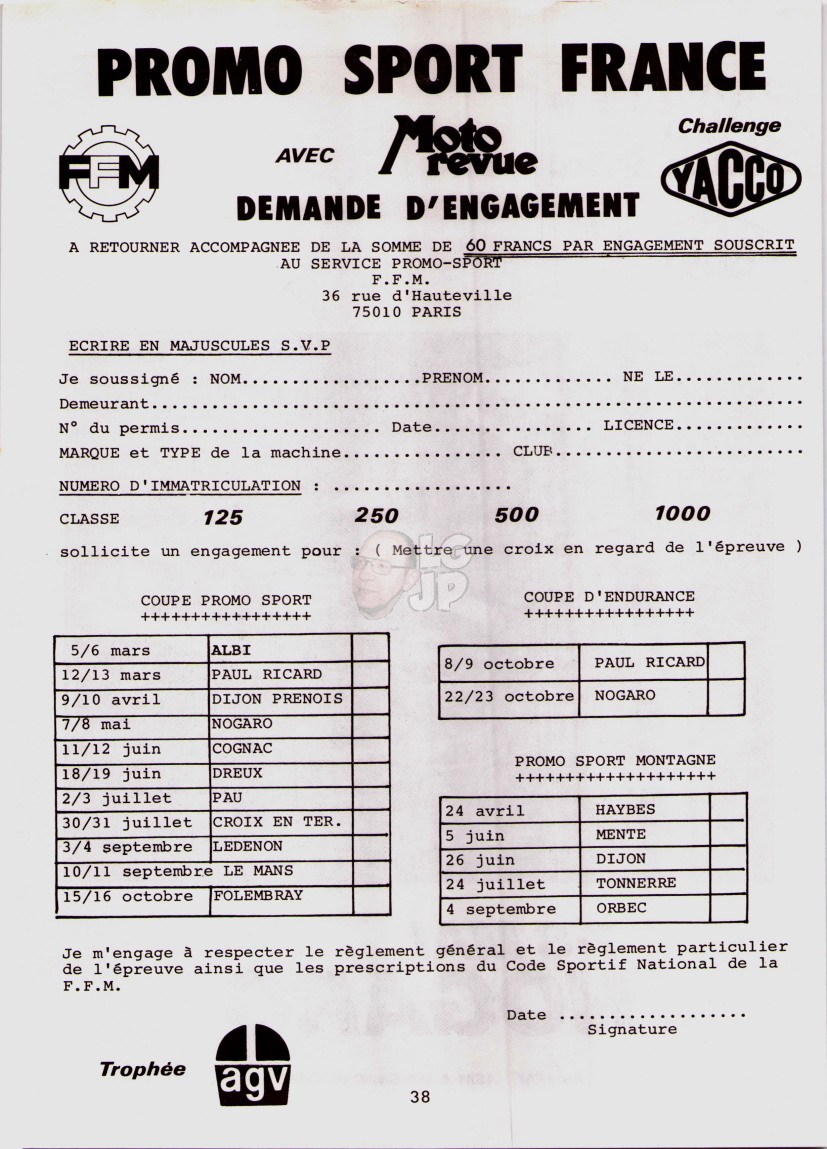 PROMO SPORT FRANCE
FFM
AVEC
Moto revue
Challenge
YACCO
DEMANDE D'ENGAGEMENT
A RETOURNER ACCOMPAGNEE DE LA SOMME DE 60 FRANCS PAR ENGAGEMENT SOUSCRIT
AU SERVICE PROMO-SPORT
F.F.M.
36 rue d'Hauteville
75010 PARIS
ECRIRE EN MAJUSCULES S.V.P
Je soussigné : NOM..................PRENOM............. NE LE.............
Demeurant..................................................................
N° du permis.................... Date................ LICENCE.............
MARQUE et TYPE de la machine................ CLUB.........................
NUMERO D'IMMATRICULATION : ..................
CLASSE 125 250 500 1000
sollicite un engagement pour : ( Mettre une croix en regard de l'épreuve )
LG
JP
COUPE PROMO SPORT
+++++++++++++++++
5/6 mars ALBI
12/13 mars PAUL RICARD
9/10 avril DIJON PRENOIS
7/8 mai NOGARO
11/12 juin COGNAC
18/19 juin DREUX
2/3 juillet PAU
30/31 juillet CROIX EN TER.
3/4 septembre LEDENON
10/11 septembre LE MANS
15/16 octobre FOLEMBRAY
COUPE D'ENDURANCE
+++++++++++++++++
8/9 octobre PAUL RICARD
22/23 octobre NOGARO
PROMO SPORT MONTAGNE
++++++++++++++++++++
24 avril HAYBES
5 juin MENTE
26 juin DIJON
24 juillet TONNERRE
4 septembre ORBEC
Je m'engage à respecter le règlement général et le règlement particulier
de l'épreuve ainsi que les prescriptions du Code Sportif National de la
F.F.M.
Date ...................
Signature
Trophée
agv
38